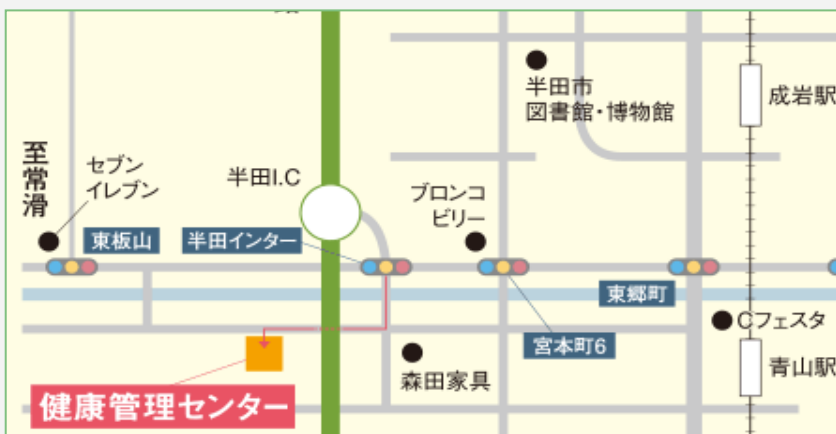 半田市
図書館・博物館
成岩駅
至常滑
セブン
イレブン
半田I.C
ブロンコ
ビリー
東板山
半田インター
東郷町
Cフェスタ
宮本町6
青山駅
森田家具
健康管理センター